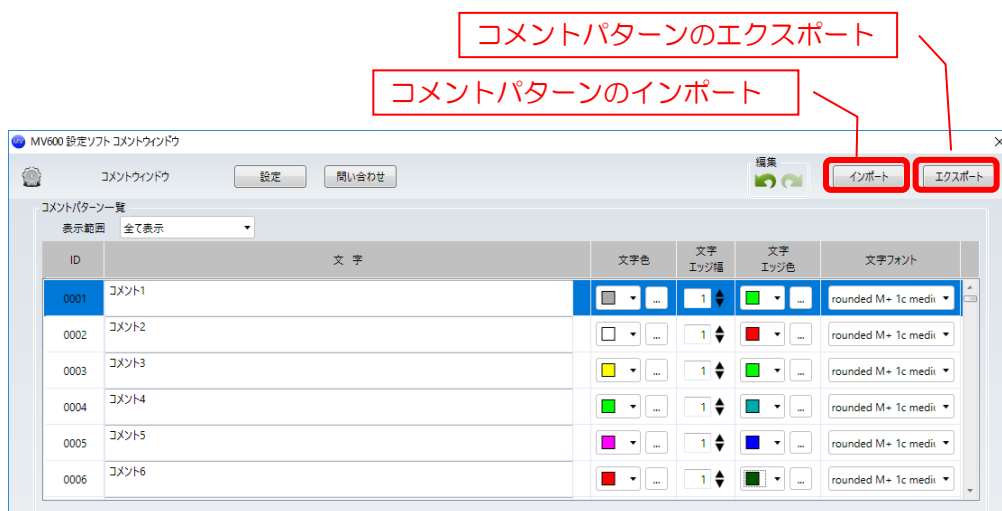 コメントパターンのエクスポート
コメントパターンのインポート
MV MV600 設定ソフト コメントウィンドウ
コメントウィンドウ 設定 問い合わせ 編集 インポート エクスポート
コメントパターン一覧
表示範囲 全て表示
ID 文 字 文字色 文字 エッジ幅 文字 エッジ色 文字フォント
0001 コメント1 ... 1 ... rounded M+ 1c mediu
0002 コメント2 ... 1 ... rounded M+ 1c mediu
0003 コメント3 ... 1 ... rounded M+ 1c mediu
0004 コメント4 ... 1 ... rounded M+ 1c mediu
0005 コメント5 ... 1 ... rounded M+ 1c mediu
0006 コメント6 ... 1 ... rounded M+ 1c mediu